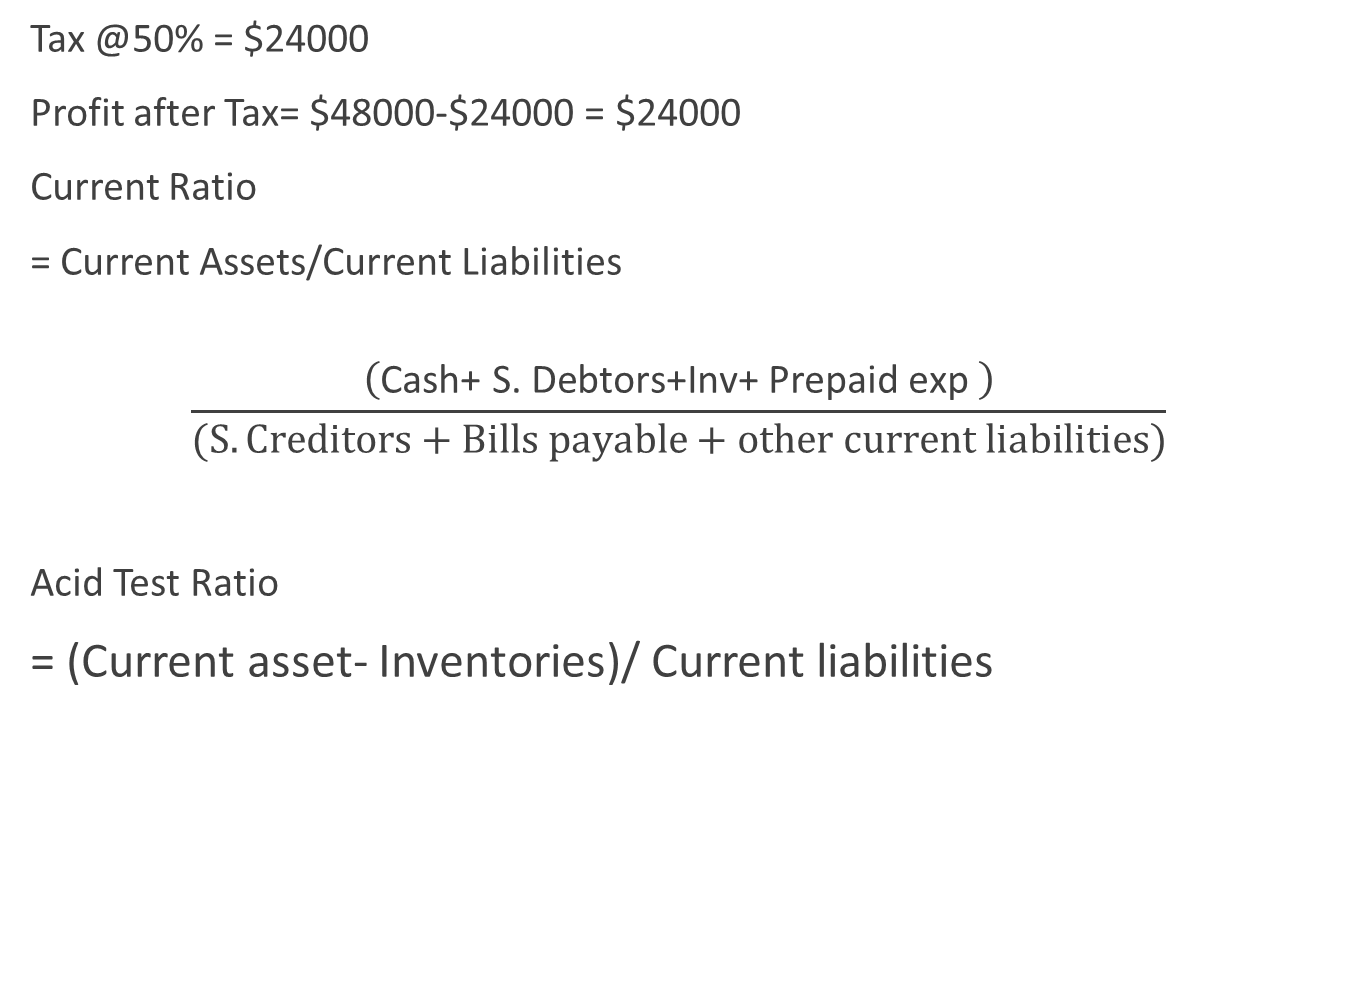 Tax @50% = $24000
Profit after Tax= $48000-$24000 = $24000
Current Ratio
= Current Assets/Current Liabilities
(Cash+ S. Debtors+Inv+ Prepaid exp )
(S. Creditors + Bills payable + other current liabilities)
Acid Test Ratio
= (Current asset- Inventories)/ Current liabilities